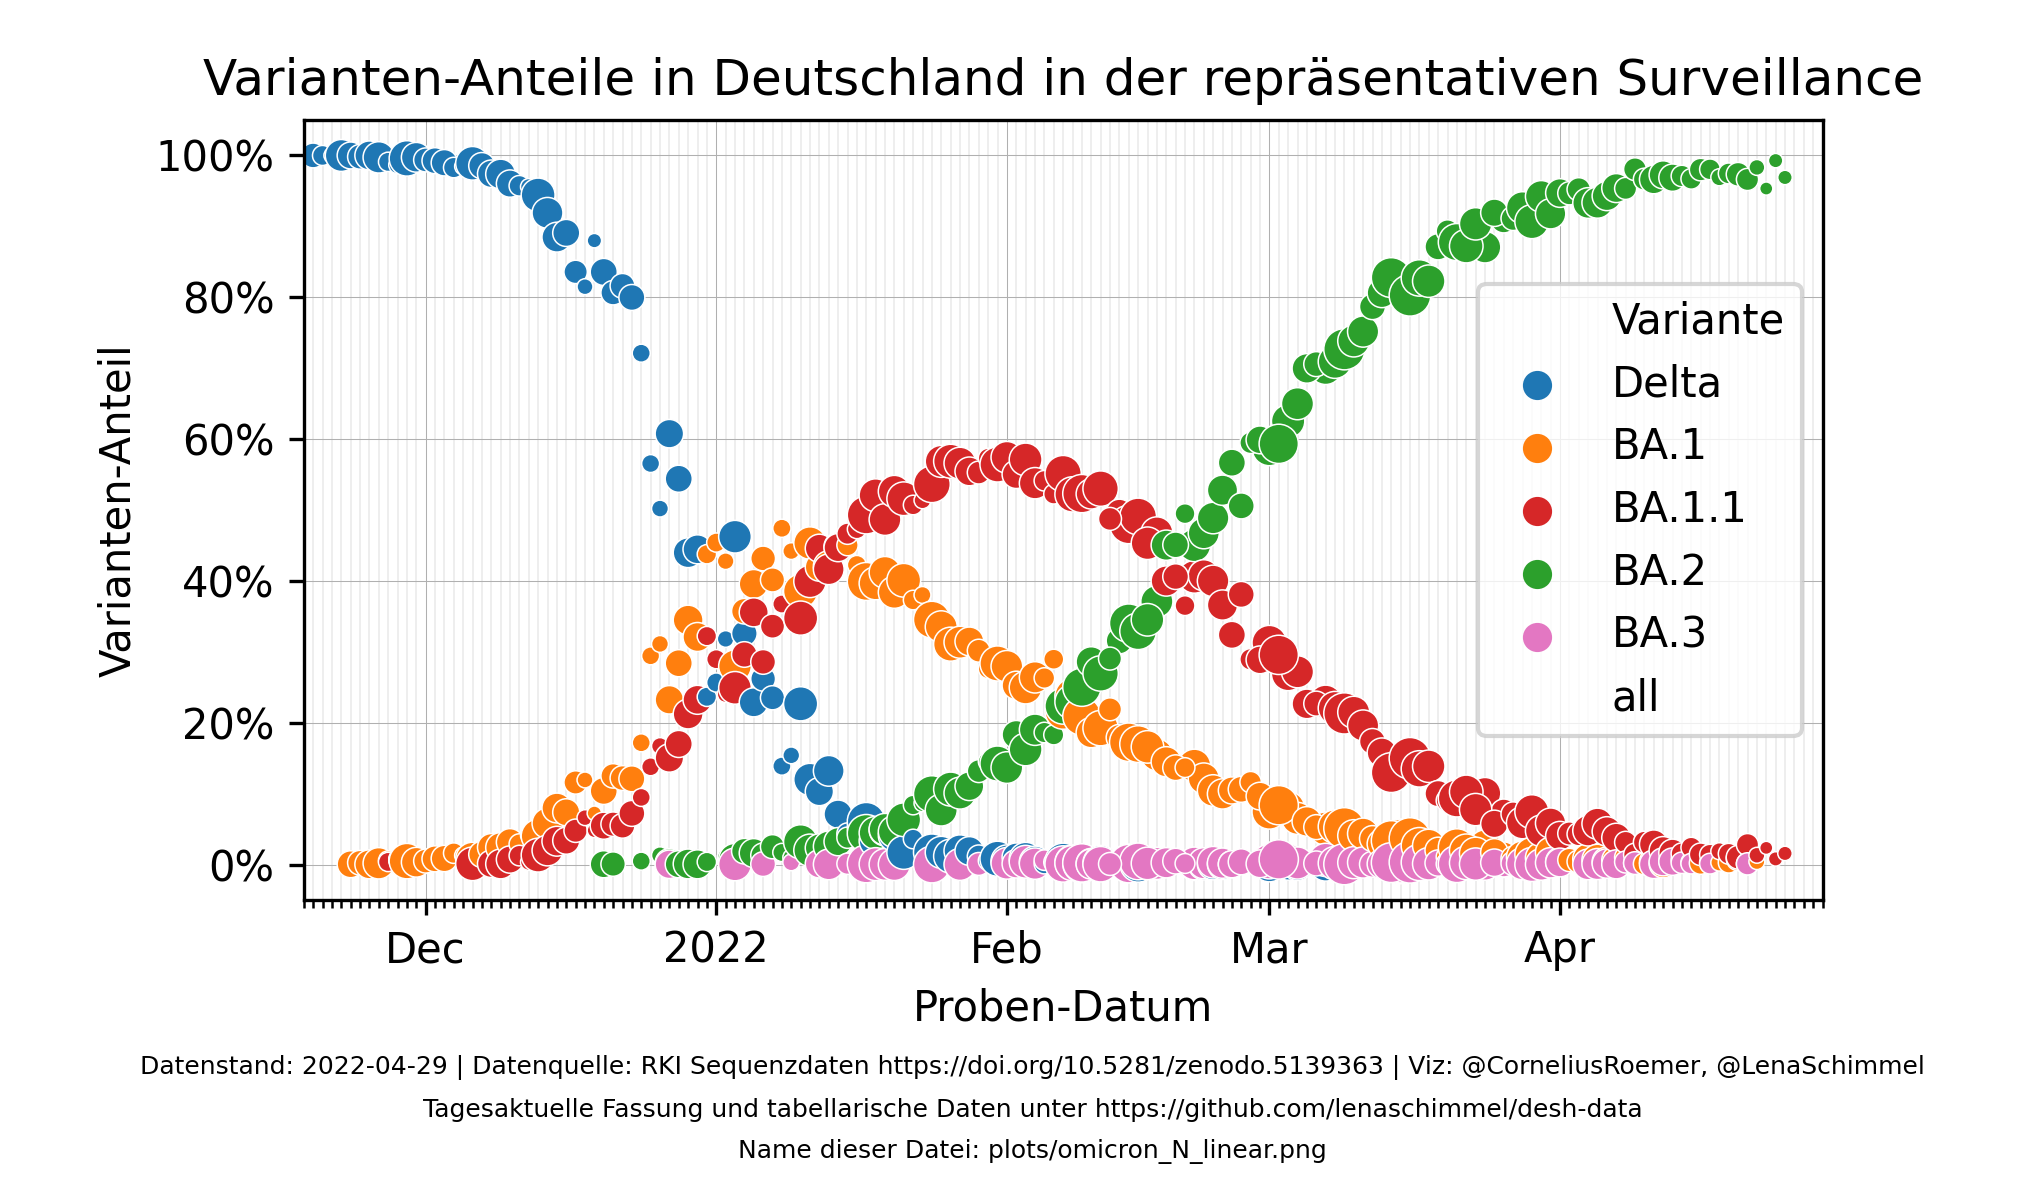 Varianten-Anteile in Deutschland in der repräsentativen Surveillance
100%
80%
60%
40%
20%
0%
Varianten-Anteil
Variante
Delta
BA.1
BA.1.1
BA.2
BA.3
all
Dec 2022 Feb Mar Apr
Proben-Datum
Datenstand: 2022-04-29 | Datenquelle: RKI Sequenzdaten https://doi.org/10.5281/zenodo.5139363 | Viz: @CorneliusRoemer, @LenaSchimmel
Tagesaktuelle Fassung und tabellarische Daten unter https://github.com/lenaschimmel/desh-data
Name dieser Datei: plots/omicron_N_linear.png